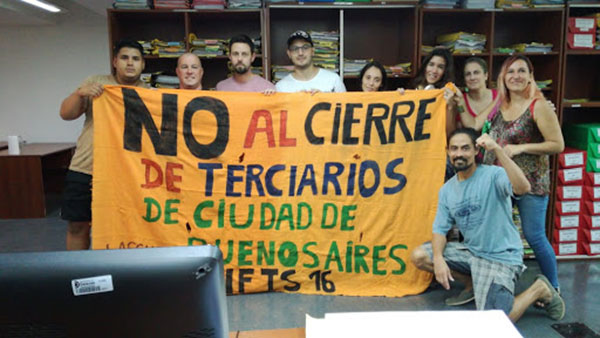 NO AL CIERRE
DE TERCIARIOS
DE CIUDAD DE
BUENOS AIRES
IFTS 16